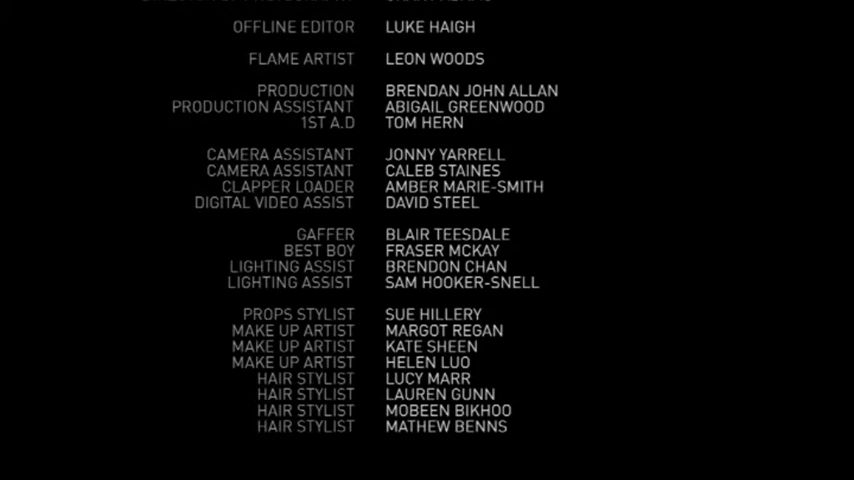 OFFLINE EDITOR LUKE HAIGH
FLAME ARTIST LEON WOODS
PRODUCTION BRENDAN JOHN ALLAN
PRODUCTION ASSISTANT ABIGAIL GREENWOOD
1ST A.D TOM HERN
CAMERA ASSISTANT JONNY YARRELL
CAMERA ASSISTANT CALEB STAINES
CLAPPER LOADER AMBER MARIE-SMITH
DIGITAL VIDEO ASSIST DAVID STEEL
GAFFER BLAIR TEESDALE
BEST BOY FRASER MCKAY
LIGHTING ASSIST BRENDON CHAN
LIGHTING ASSIST SAM HOOKER-SNELL
PROPS STYLIST SUE HILLERY
MAKE UP ARTIST MARGOT REGAN
MAKE UP ARTIST KATE SHEEN
MAKE UP ARTIST HELEN LUO
HAIR STYLIST LUCY MARR
HAIR STYLIST LAUREN GUNN
HAIR STYLIST MOBEEN BIKHOO
HAIR STYLIST MATHEW BENNS